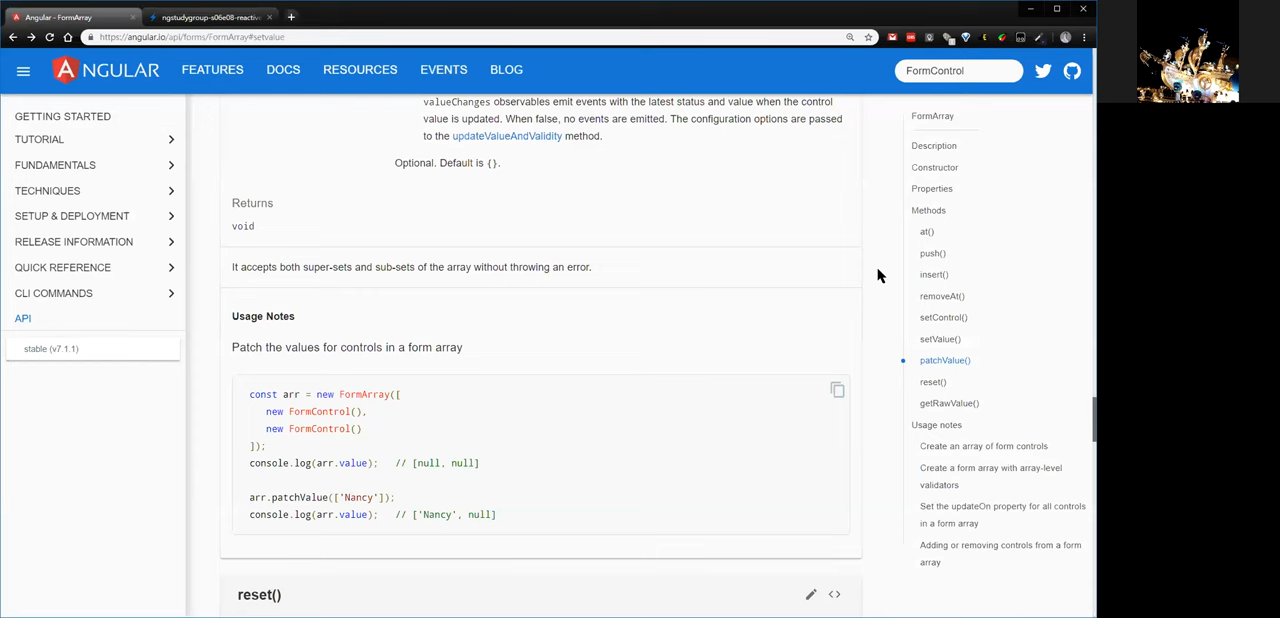 Angular - FormArray
ngstudygroup-s06e08-reactive
https://angular.io/api/forms/FormArray#setvalue
ANGULAR
FEATURES
DOCS
RESOURCES
EVENTS
BLOG
FormControl
GETTING STARTED
TUTORIAL
FUNDAMENTALS
TECHNIQUES
SETUP & DEPLOYMENT
RELEASE INFORMATION
QUICK REFERENCE
CLI COMMANDS
API
stable (v7.1.1)
valueChanges observables emit events with the latest status and value when the control
value is updated. When false, no events are emitted. The configuration options are passed
to the updateValueAndValidity method.
Optional. Default is {}.
Returns
void
It accepts both super-sets and sub-sets of the array without throwing an error.
Usage Notes
Patch the values for controls in a form array
const arr = new FormArray([
new FormControl(),
new FormControl()
]);
console.log(arr.value);   // [null, null]
arr.patchValue(['Nancy']);
console.log(arr.value);   // ['Nancy', null]
reset()
FormArray
Description
Constructor
Properties
Methods
at()
push()
insert()
removeAt()
setControl()
setValue()
patchValue()
reset()
getRawValue()
Usage notes
Create an array of form controls
Create a form array with array-level
validators
Set the updateOn property for all controls
in a form array
Adding or removing controls from a form
array